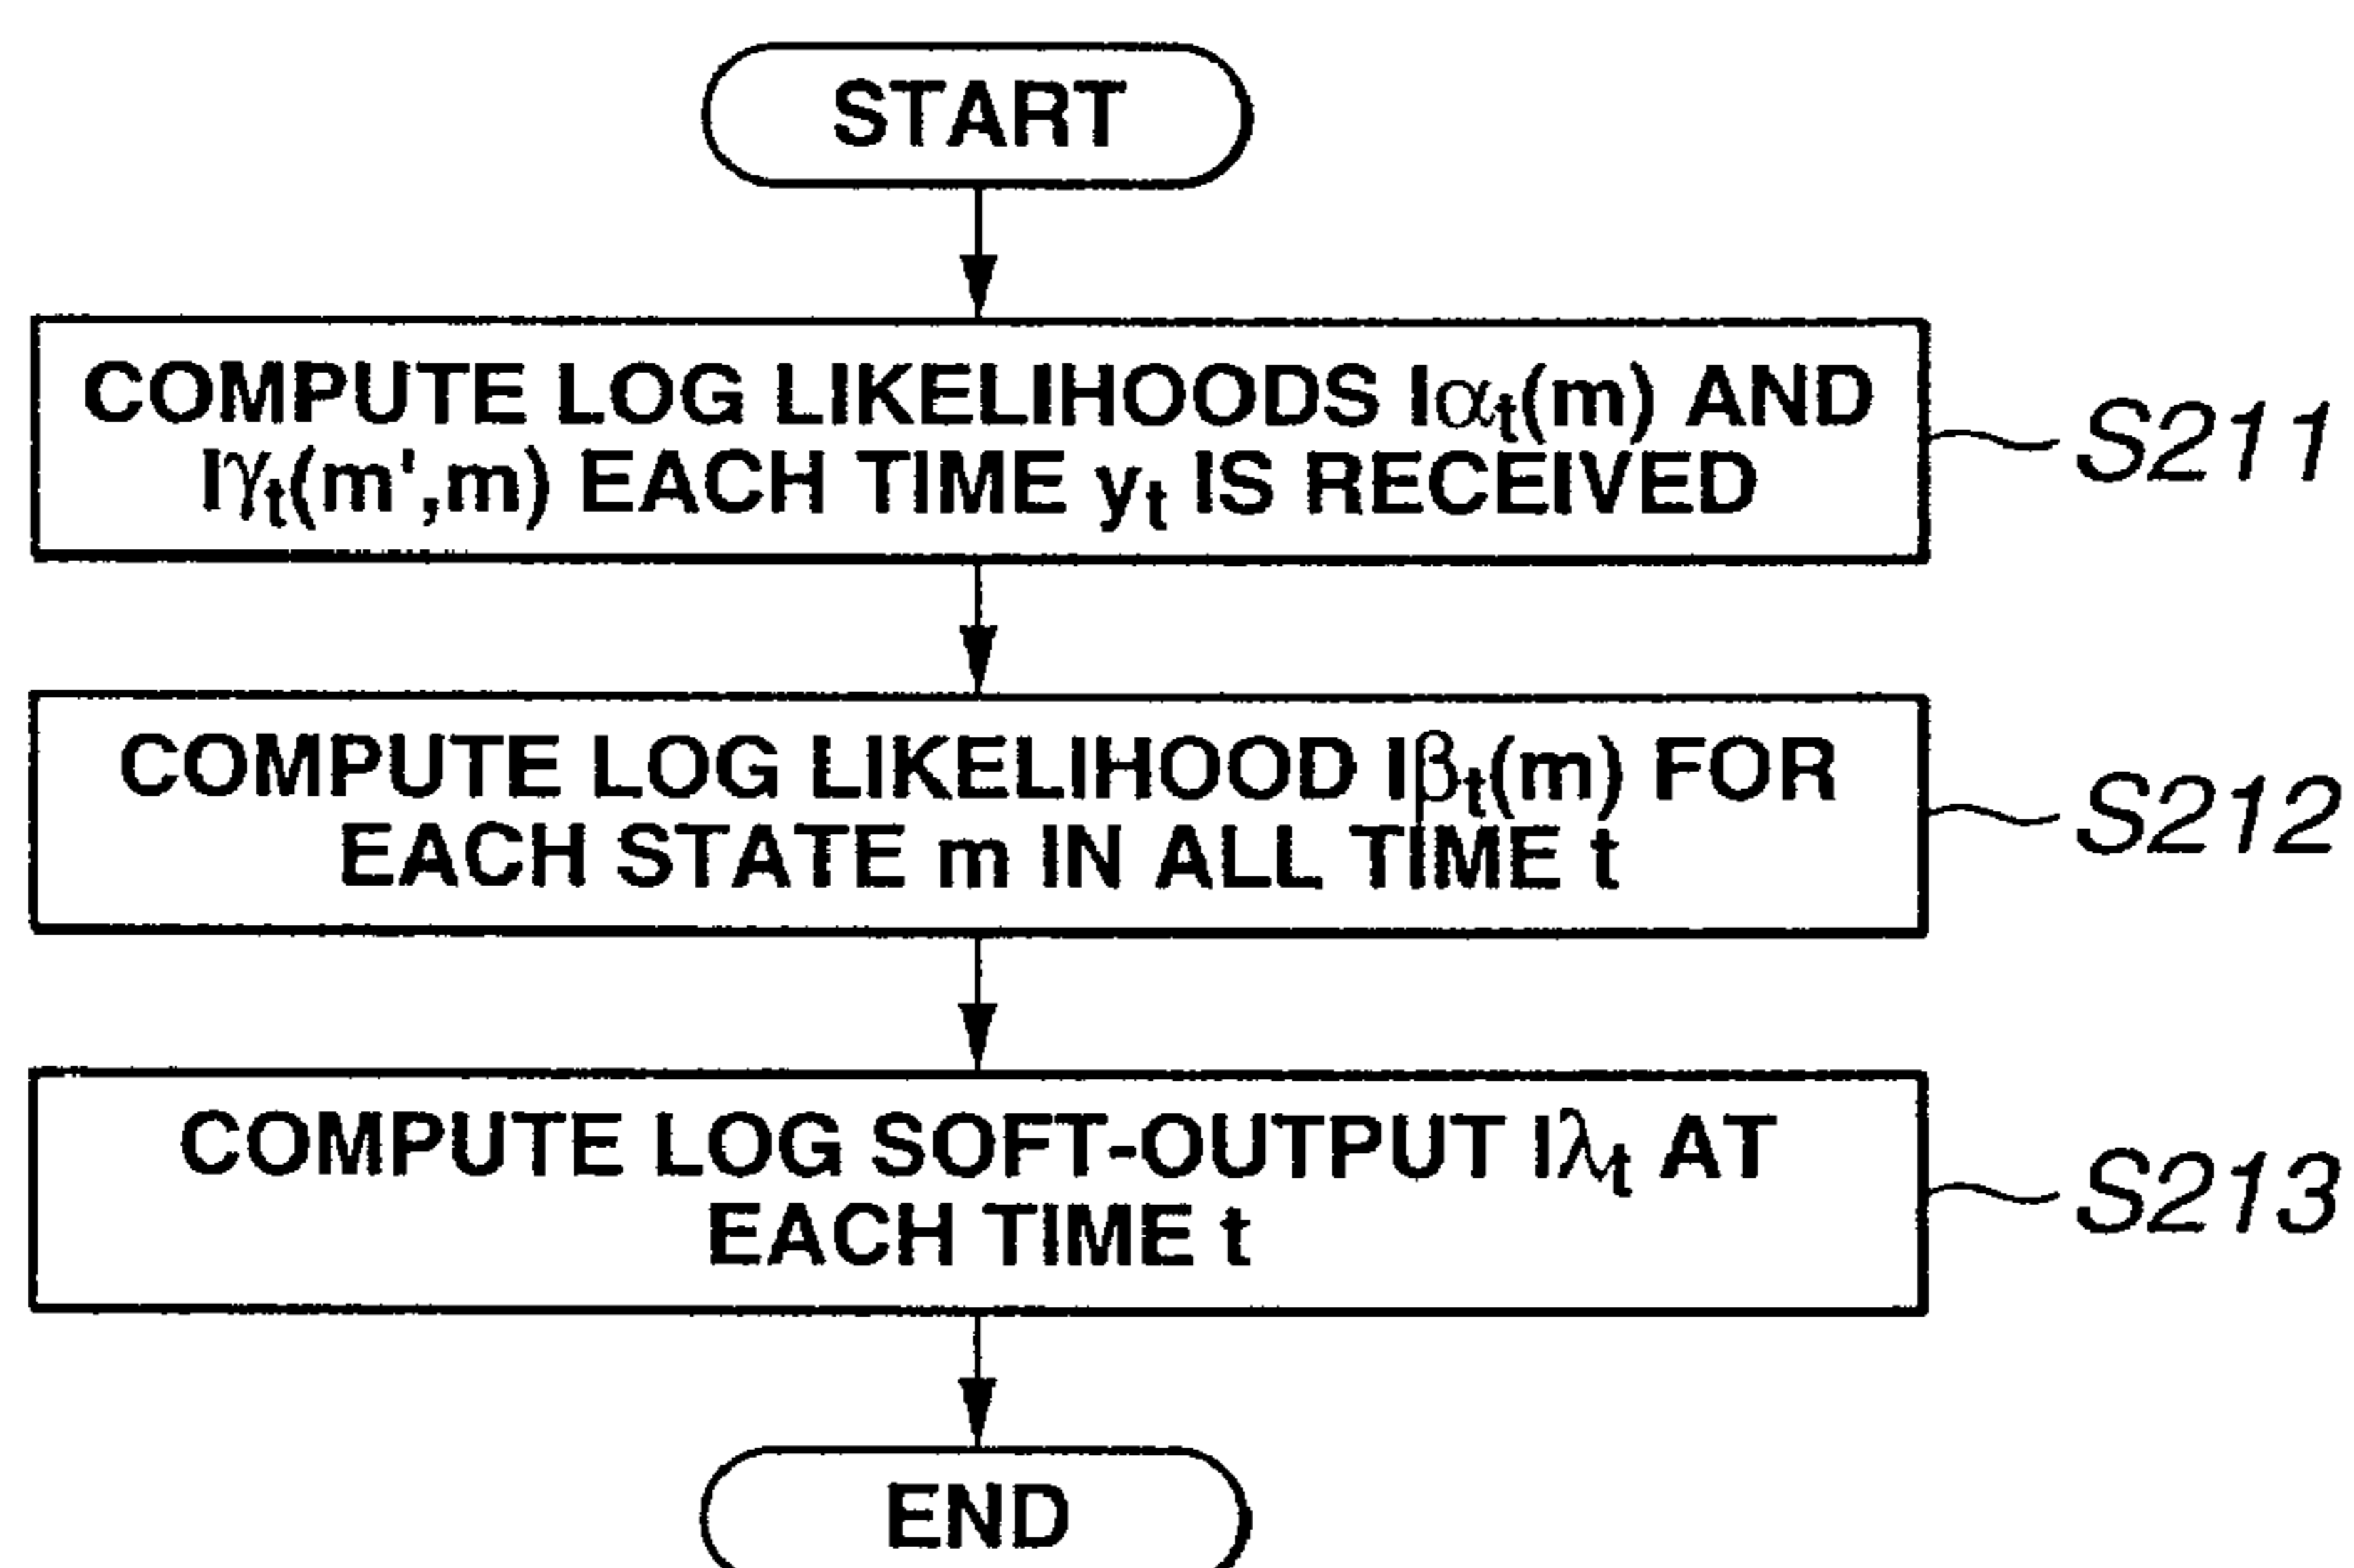 START
COMPUTE LOG LIKELIHOODS Iαt(m) AND
Iγt(m',m) EACH TIME yt IS RECEIVED
S211
COMPUTE LOG LIKELIHOOD Iβt(m) FOR
EACH STATE m IN ALL TIME t
S212
COMPUTE LOG SOFT-OUTPUT Iλt AT
EACH TIME t
S213
END